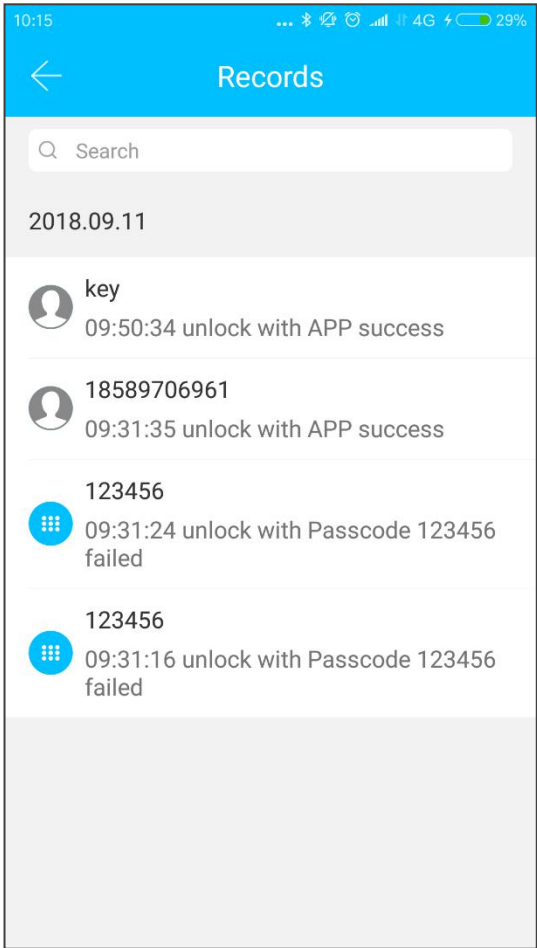 10:15
... 4G 29%
Records
Search
2018.09.11
key
09:50:34 unlock with APP success
18589706961
09:31:35 unlock with APP success
123456
09:31:24 unlock with Passcode 123456
failed
123456
09:31:16 unlock with Passcode 123456
failed